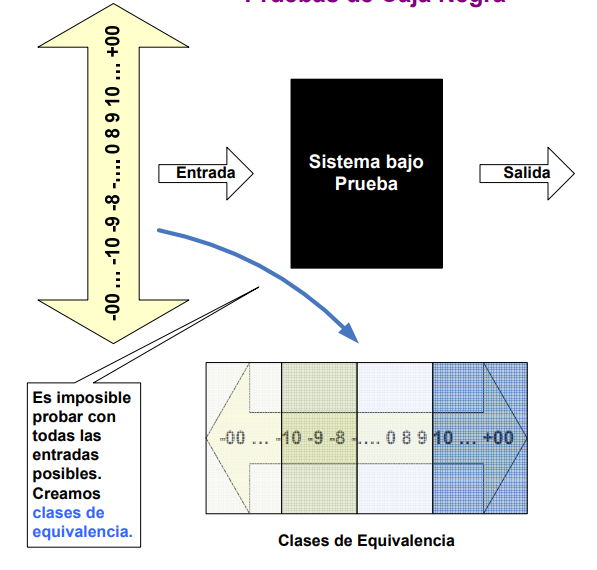 Pruebas de Caja Negra
-00 ... -10 -9 -8 -.... 0 8 9 10 ... +00
Entrada
Sistema bajo
Prueba
Salida
Es imposible
probar con
todas las
entradas
posibles.
Creamos
clases de
equivalencia.
-00 ... -10 -9 -8 -.... 0 8 9 10 ... +00
Clases de Equivalencia